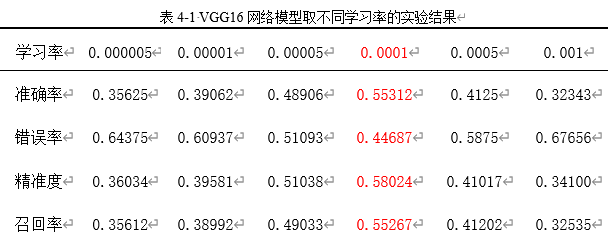 表 4-1 VGG16 网络模型取不同学习率的实验结果
学习率 0.000005 0.00001 0.00005 0.0001 0.0005 0.001
准确率 0.35625 0.39062 0.48906 0.55312 0.4125 0.32343
错误率 0.64375 0.60937 0.51093 0.44687 0.5875 0.67656
精准度 0.36034 0.39581 0.51038 0.58024 0.41017 0.34100
召回率 0.35612 0.38992 0.49033 0.55267 0.41202 0.32535